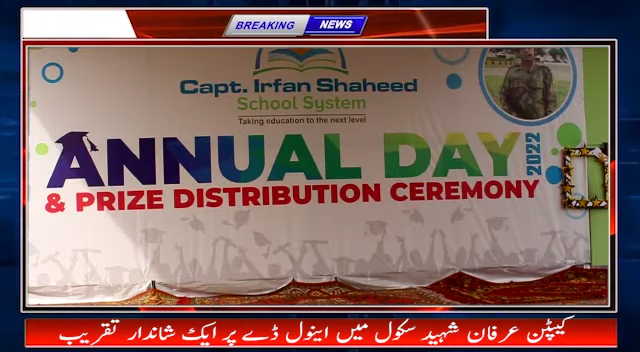 BREAKING NEWS
Capt. Irfan Shaheed
School System
Taking education to the next level
ANNUAL DAY
2022
& PRIZE DISTRIBUTION CEREMONY
کیپٹن عرفان شہید سکول میں اینول ڈے پر ایک شاندار تقریب